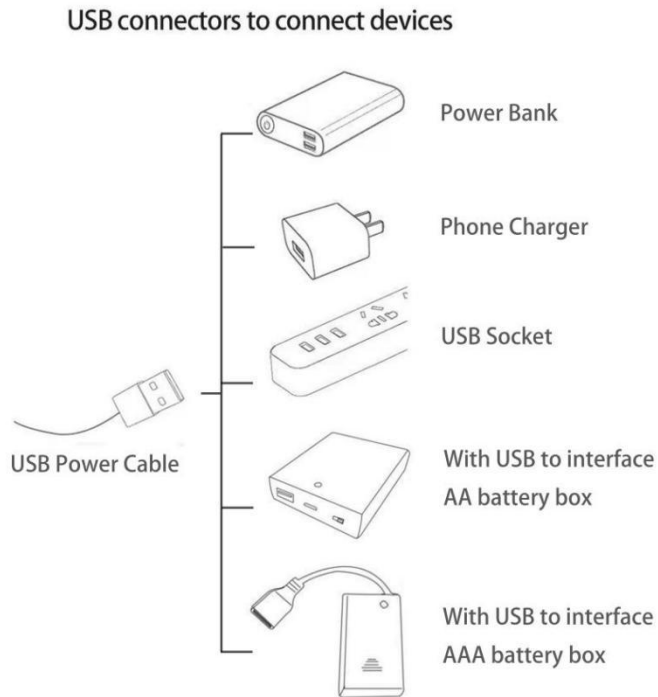 USB connectors to connect devices
Power Bank
Phone Charger
USB Socket
USB Power Cable
With USB to interface
AA battery box
With USB to interface
AAA battery box